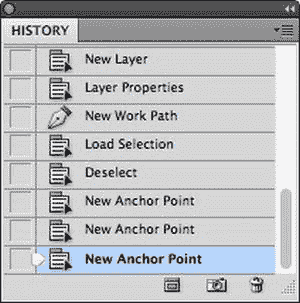 HISTORY
New Layer
Layer Properties
New Work Path
Load Selection
Deselect
New Anchor Point
New Anchor Point
New Anchor Point